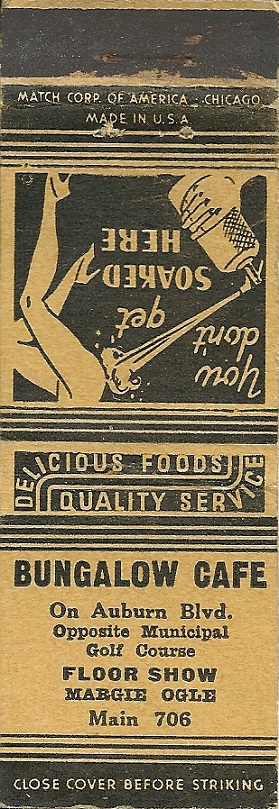 MATCH CORP. OF AMERICA - CHICAGO
MADE IN U.S.A
You
don't
get
SOAKED
HERE
DELICIOUS FOODS
QUALITY SERVICE
BUNGALOW CAFE
On Auburn Blvd.
Opposite Municipal
Golf Course
FLOOR SHOW
MARGIE OGLE
Main 706
CLOSE COVER BEFORE STRIKING